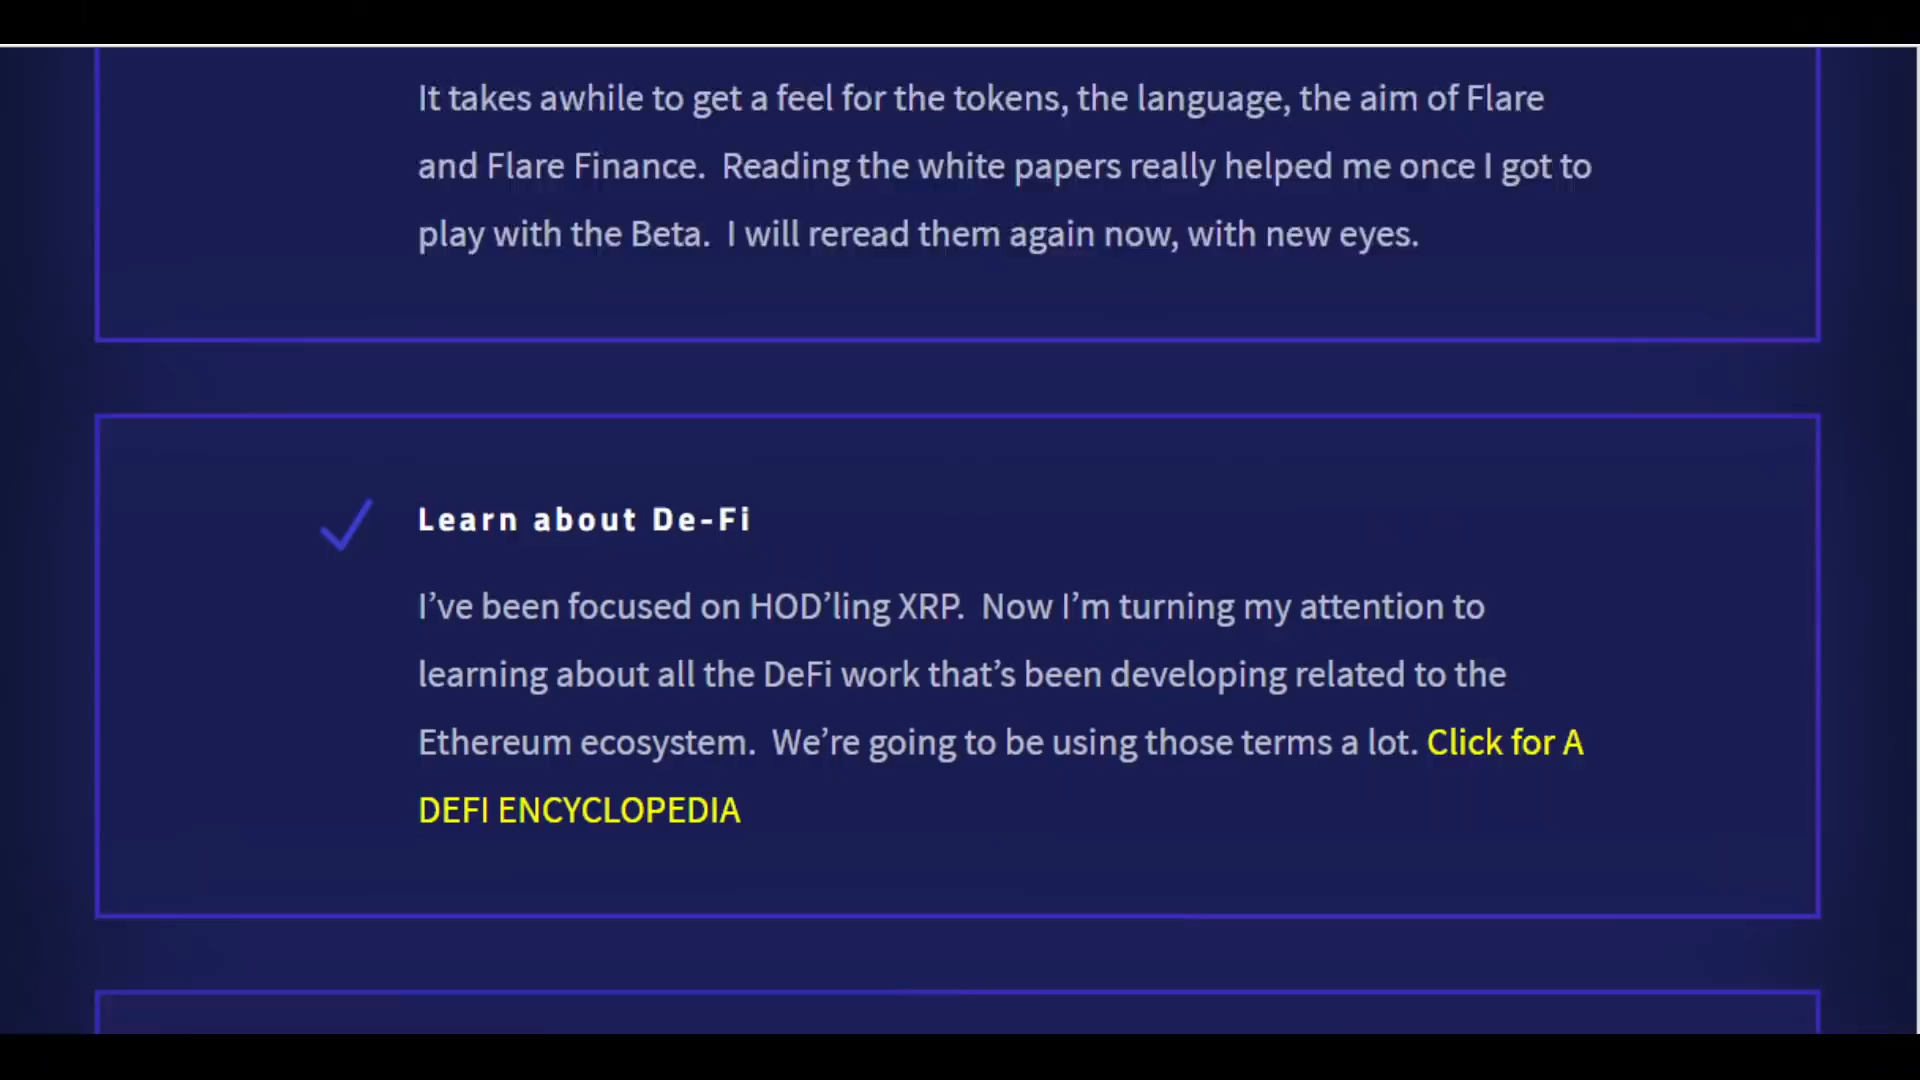 It takes awhile to get a feel for the tokens, the language, the aim of Flare
and Flare Finance.  Reading the white papers really helped me once I got to
play with the Beta.  I will reread them again now, with new eyes.
Learn about De-Fi
I’ve been focused on HOD’ling XRP.  Now I’m turning my attention to
learning about all the DeFi work that’s been developing related to the
Ethereum ecosystem.  We’re going to be using those terms a lot. Click for A
DEFI ENCYCLOPEDIA